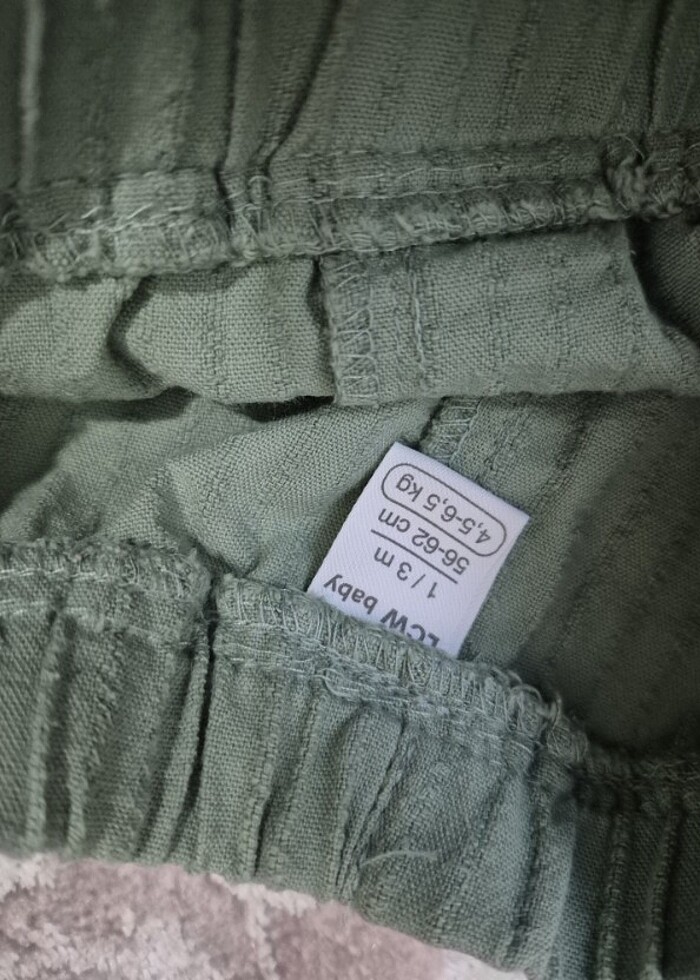 LCW baby
1 / 3 m
56-62 cm
4,5-6,5 kg